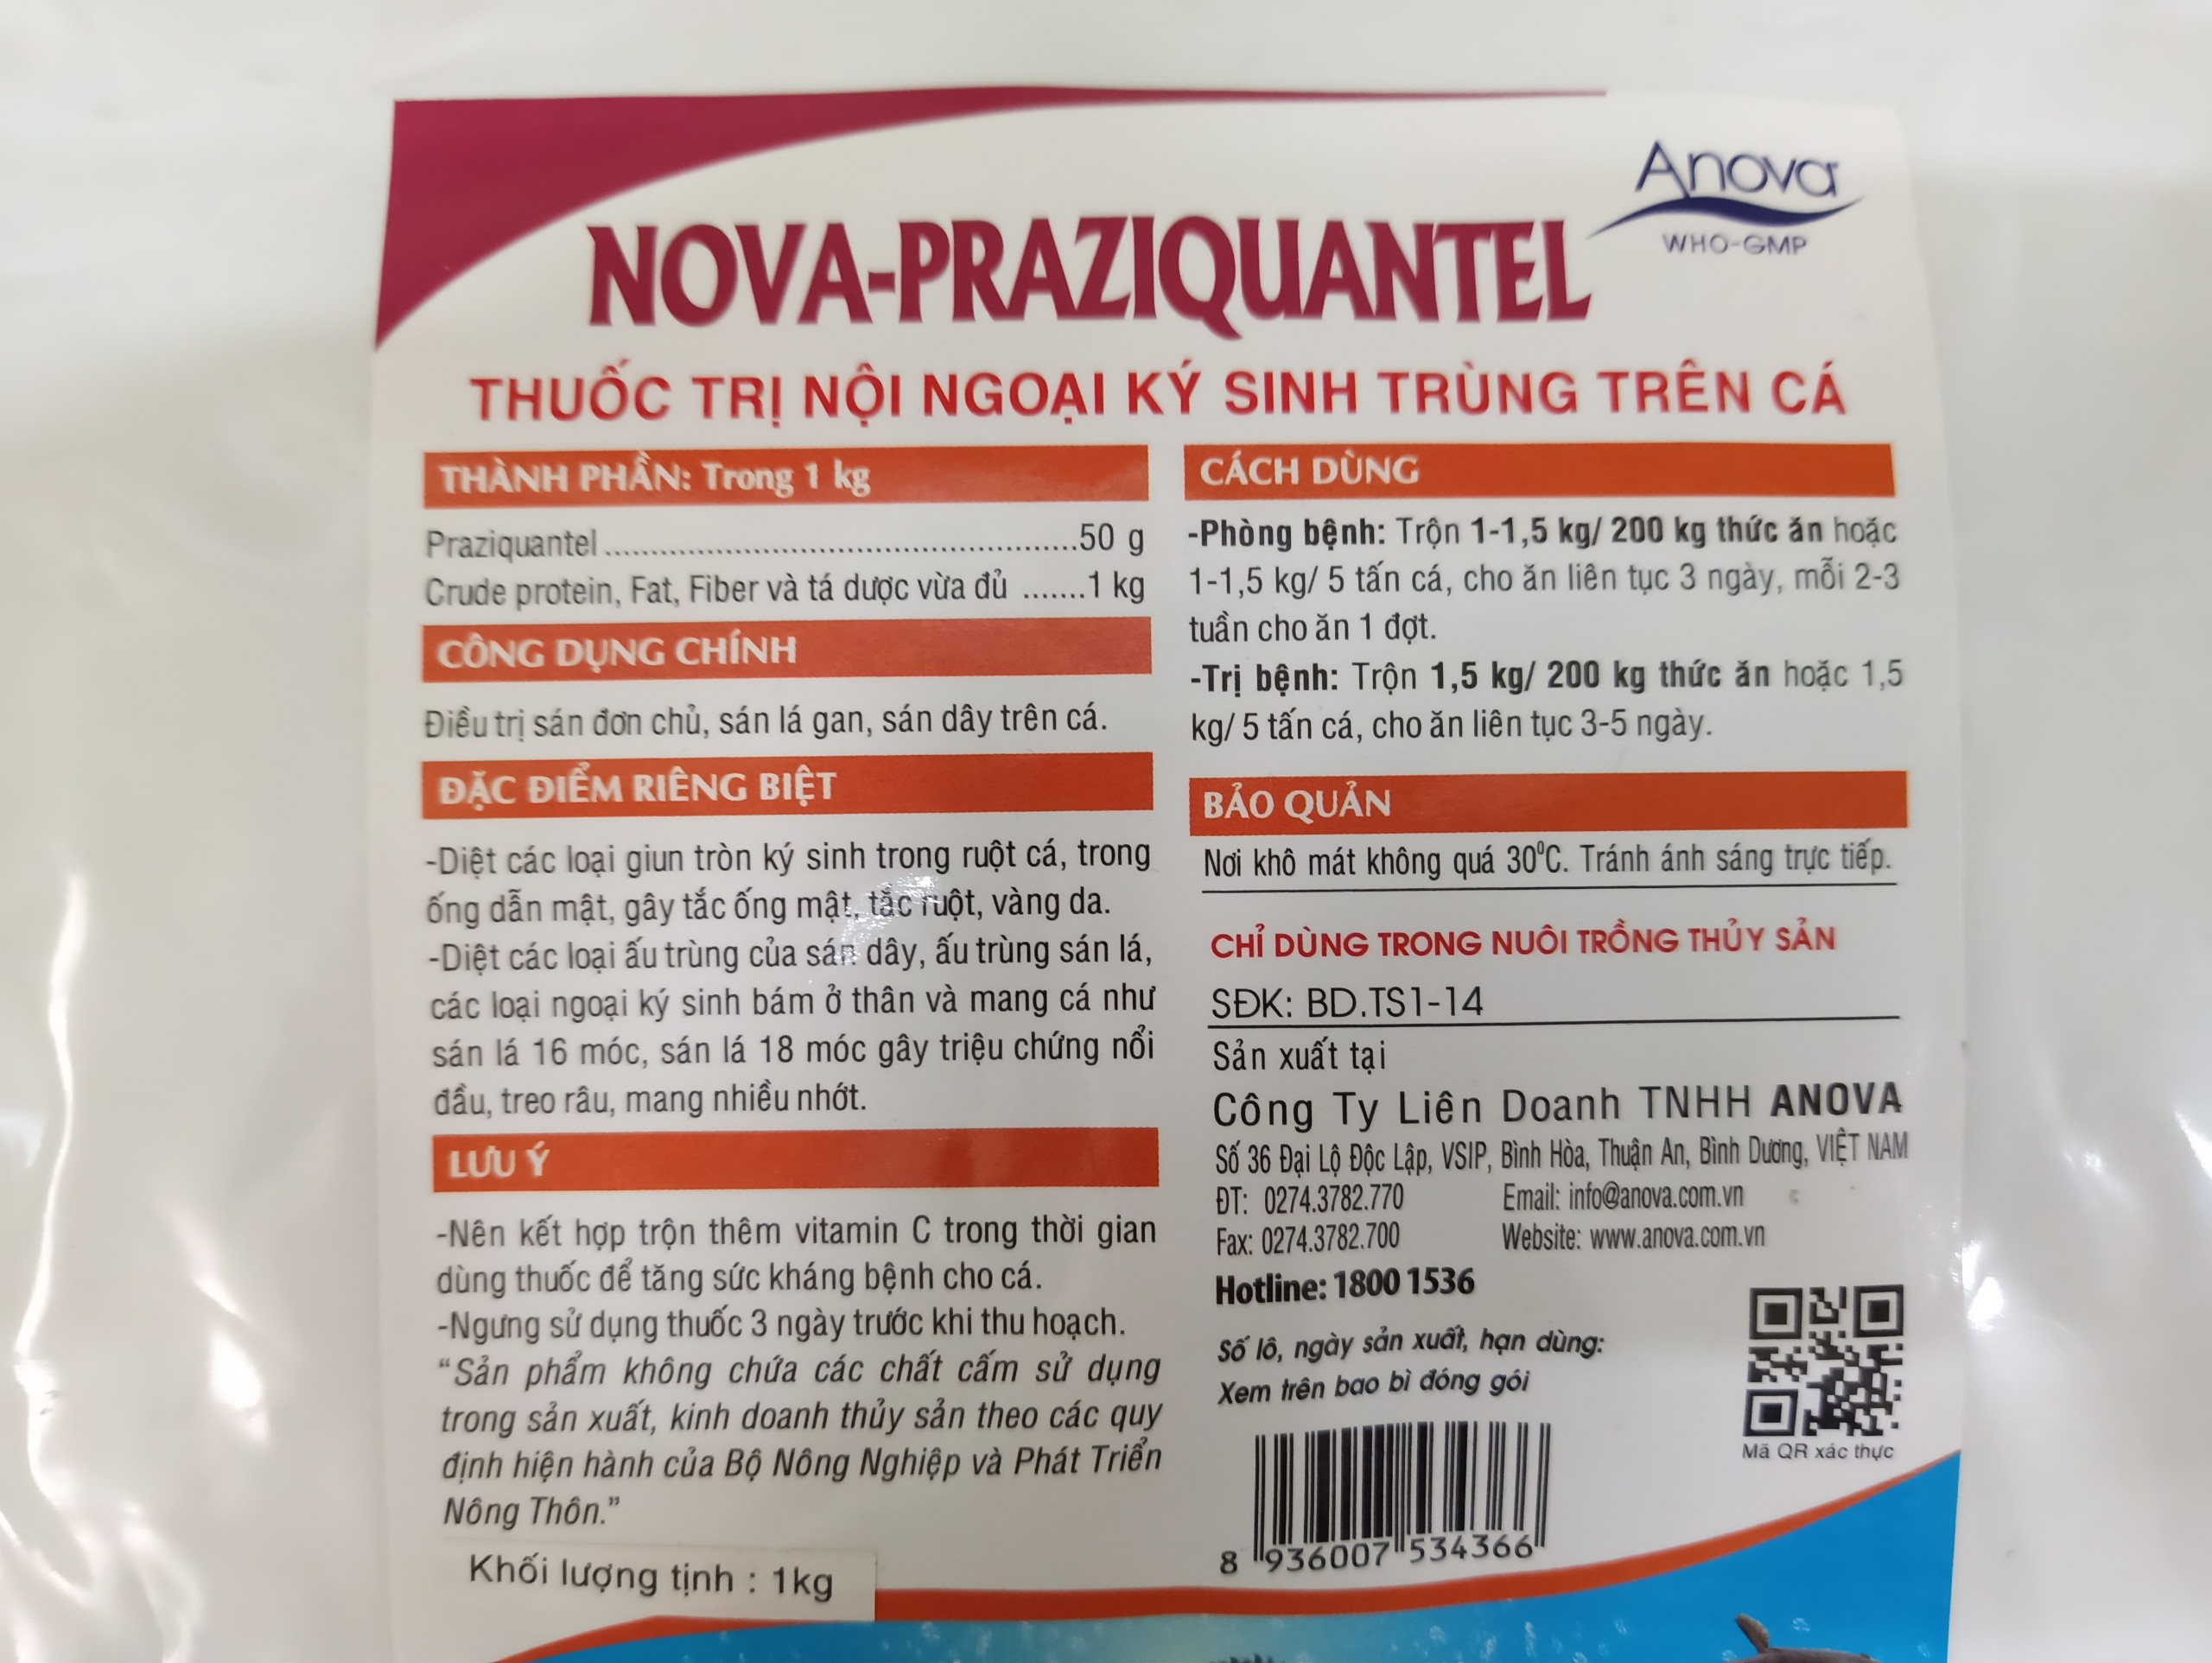 Anova
WHO-GMP
NOVA-PRAZIQUANTEL
THUỐC TRỊ NỘI NGOẠI KÝ SINH TRÙNG TRÊN CÁ
THÀNH PHẦN: Trong 1 kg
Praziquantel ..................................................50 g
Crude protein, Fat, Fiber và tá dược vừa đủ .......1 kg
CÔNG DỤNG CHÍNH
Điều trị sán đơn chủ, sán lá gan, sán dây trên cá.
ĐẶC ĐIỂM RIÊNG BIỆT
-Diệt các loại giun tròn ký sinh trong ruột cá, trong
ống dẫn mật, gây tắc ống mật, tắc ruột, vàng da.
-Diệt các loại ấu trùng của sán dây, ấu trùng sán lá,
các loại ngoại ký sinh bám ở thân và mang cá như
sán lá 16 móc, sán lá 18 móc gây triệu chứng nổi
đầu, treo râu, mang nhiều nhớt.
LƯU Ý
-Nên kết hợp trộn thêm vitamin C trong thời gian
dùng thuốc để tăng sức kháng bệnh cho cá.
-Ngưng sử dụng thuốc 3 ngày trước khi thu hoạch.
“Sản phẩm không chứa các chất cấm sử dụng
trong sản xuất, kinh doanh thủy sản theo các quy
định hiện hành của Bộ Nông Nghiệp và Phát Triển
Nông Thôn.”
Khối lượng tịnh : 1kg
CÁCH DÙNG
-Phòng bệnh: Trộn 1-1,5 kg/ 200 kg thức ăn hoặc
1-1,5 kg/ 5 tấn cá, cho ăn liên tục 3 ngày, mỗi 2-3
tuần cho ăn 1 đợt.
-Trị bệnh: Trộn 1,5 kg/ 200 kg thức ăn hoặc 1,5
kg/ 5 tấn cá, cho ăn liên tục 3-5 ngày.
BẢO QUẢN
Nơi khô mát không quá 30⁰C. Tránh ánh sáng trực tiếp.
CHỈ DÙNG TRONG NUÔI TRỒNG THỦY SẢN
SĐK: BD.TS1-14
Sản xuất tại
Công Ty Liên Doanh TNHH ANOVA
Số 36 Đại Lộ Độc Lập, VSIP, Bình Hòa, Thuận An, Bình Dương, VIỆT NAM
ĐT: 0274.3782.770 Email: info@anova.com.vn
Fax: 0274.3782.700 Website: www.anova.com.vn
Hotline: 1800 1536
Số lô, ngày sản xuất, hạn dùng:
Xem trên bao bì đóng gói
Mã QR xác thực
8 936007 534366